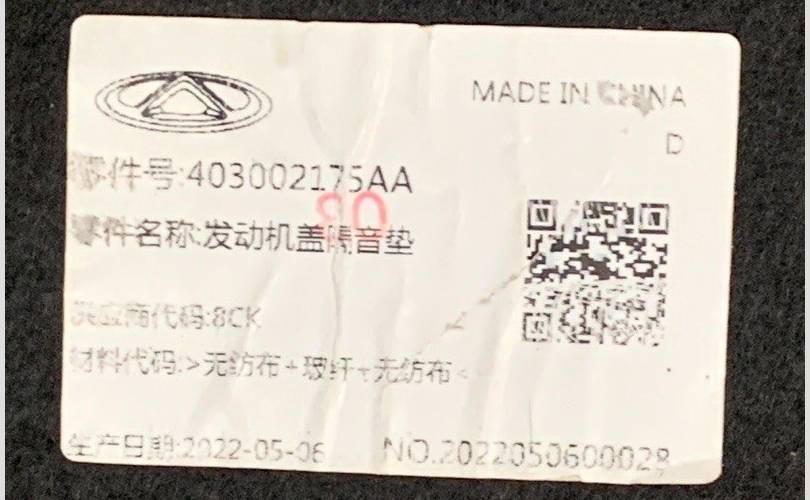 MADE IN CHINA
D
零件号:403002175AA
80
零件名称:发动机盖隔音垫
供应商代码:8CK
材料代码:>无纺布+玻纤+无纺布<
生产日期:2022-05-06
NO.2022050600028